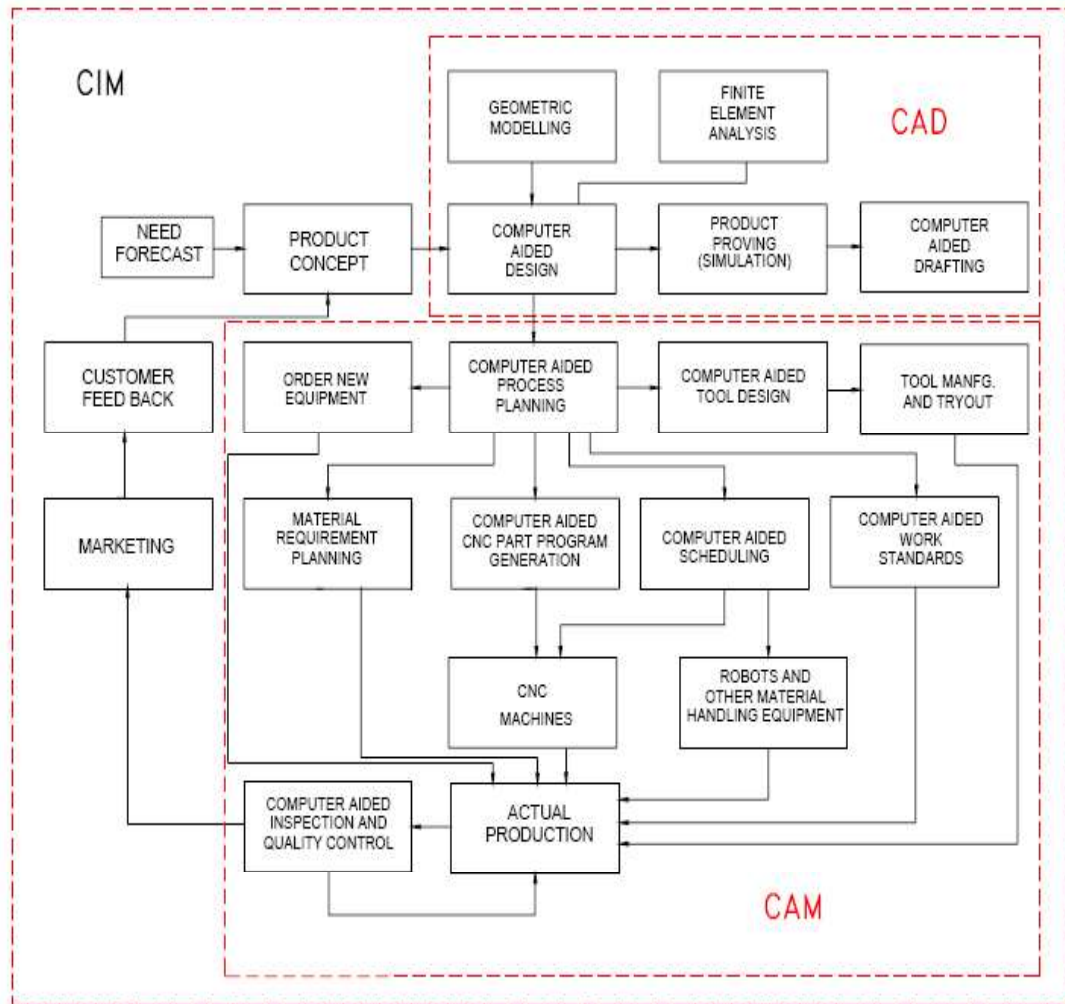 CIM
GEOMETRIC
MODELLING
FINITE
ELEMENT
ANALYSIS
CAD
NEED
FORECAST
PRODUCT
CONCEPT
COMPUTER
AIDED
DESIGN
PRODUCT
PROVING
(SIMULATION)
COMPUTER
AIDED
DRAFTING
CUSTOMER
FEED BACK
ORDER NEW
EQUIPMENT
COMPUTER AIDED
PROCESS
PLANNING
COMPUTER AIDED
TOOL DESIGN
TOOL MANFG.
AND TRYOUT
MARKETING
MATERIAL
REQUIREMENT
PLANNING
COMPUTER AIDED
CNC PART PROGRAM
GENERATION
COMPUTER AIDED
SCHEDULING
COMPUTER AIDED
WORK
STANDARDS
CNC
MACHINES
ROBOTS AND
OTHER MATERIAL
HANDLING EQUIPMENT
COMPUTER AIDED
INSPECTION AND
QUALITY CONTROL
ACTUAL
PRODUCTION
CAM